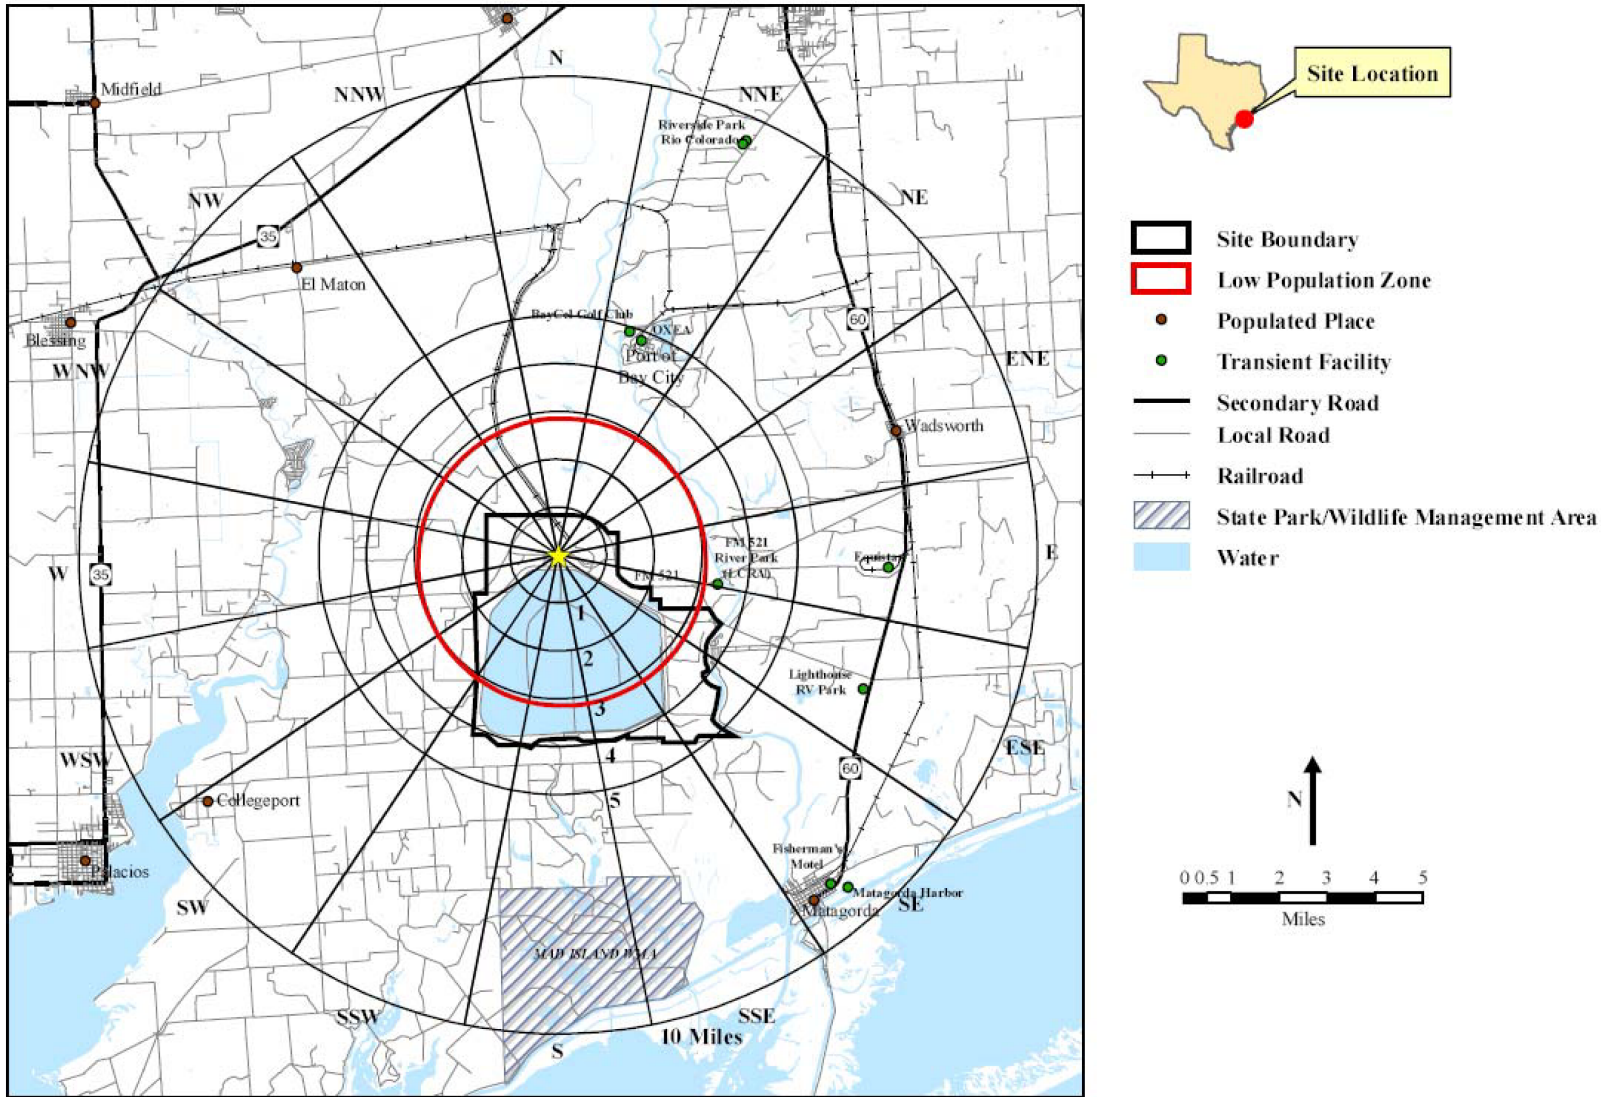 N
NNW
NNE
Midfield
Riverside Park
Rio Colorado
NW
NE
35
El Maton
60
BayCel Golf Club
OXEA
Port of
Bay City
Blessing
WNW
ENE
Wadsworth
FM 521
River Park
(LCRA)
FM 521
Equistar
E
W
35
1
2
3
4
5
Lighthouse
RV Park
ESE
60
WSW
Collegeport
Palacios
Fisherman's
Motel
Matagorda Harbor
Matagorda
SE
SW
MAD ISLAND WMA
SSW
SSE
10 Miles
S
Site Location
Site Boundary
Low Population Zone
Populated Place
Transient Facility
Secondary Road
Local Road
Railroad
State Park/Wildlife Management Area
Water
N
0 0.5 1 2 3 4 5
Miles